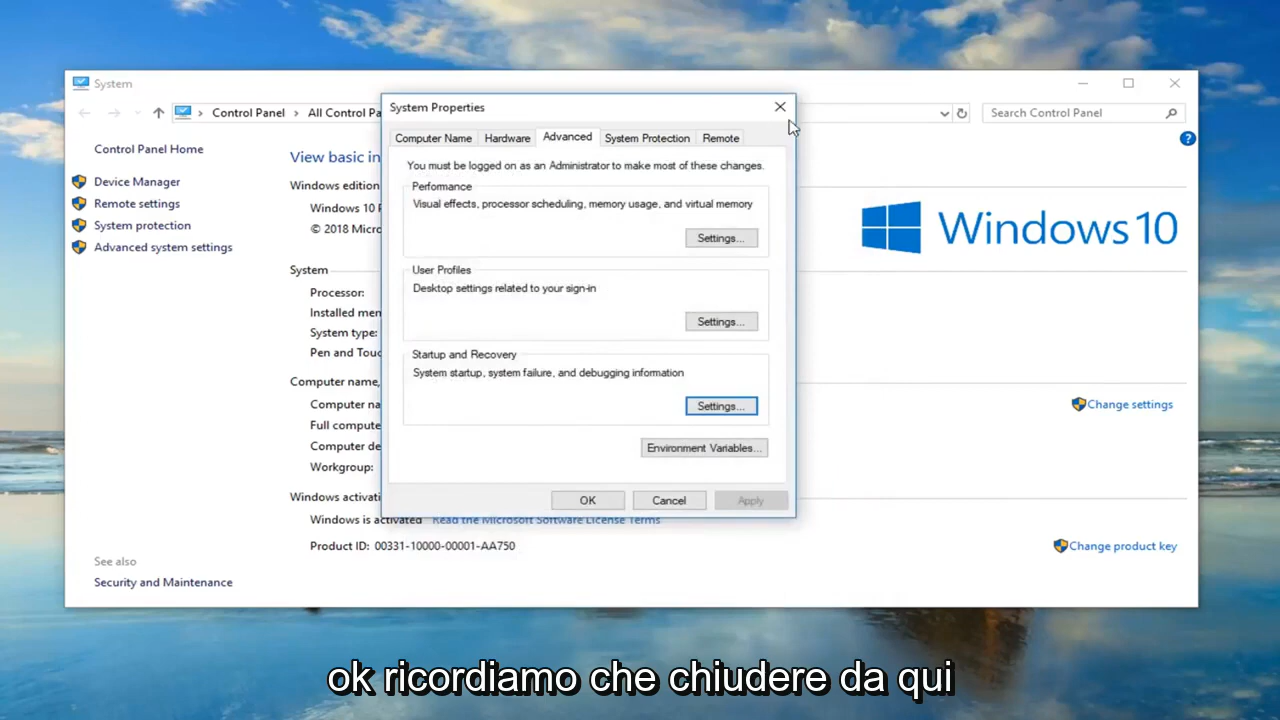 System
Control Panel > All Control Pa
Search Control Panel
Control Panel Home
Device Manager
Remote settings
System protection
Advanced system settings
See also
Security and Maintenance
View basic in
Windows edition
Windows 10 P
© 2018 Micro
System
Processor:
Installed mem
System type:
Pen and Touc
Computer name,
Computer na
Full compute
Computer de
Workgroup:
Windows activati
Windows is activated Read the Microsoft Software License Terms
Product ID: 00331-10000-00001-AA750
System Properties
Computer Name Hardware Advanced System Protection Remote
You must be logged on as an Administrator to make most of these changes.
Performance
Visual effects, processor scheduling, memory usage, and virtual memory
Settings...
User Profiles
Desktop settings related to your sign-in
Settings...
Startup and Recovery
System startup, system failure, and debugging information
Settings...
Environment Variables...
OK Cancel Apply
?
Windows 10
Change settings
Change product key
ok ricordiamo che chiudere da qui